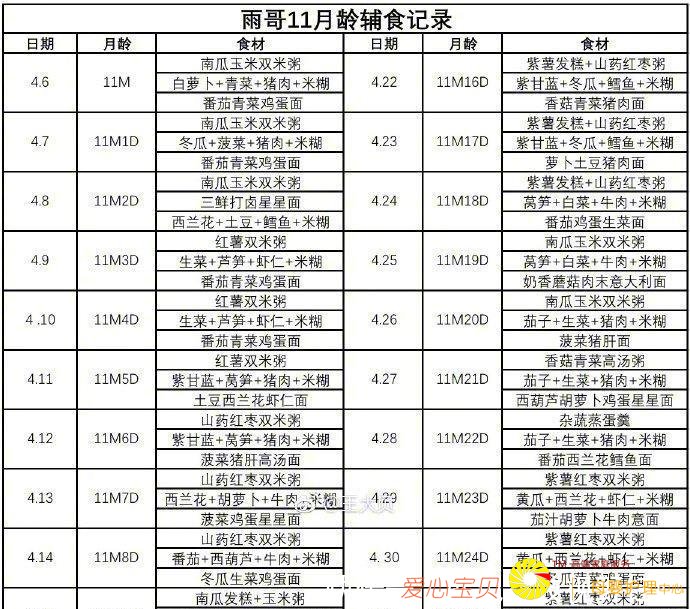 雨哥11月龄辅食记录
日期 月龄 食材 日期 月龄 食材
南瓜玉米双米粥 紫薯发糕+山药红枣粥
4.6 11M 白萝卜+青菜+猪肉+米糊 4.22 11M16D 紫甘蓝+冬瓜+鳕鱼+米糊
番茄青菜鸡蛋面 香菇青菜猪肉面
南瓜玉米双米粥 紫薯发糕+山药红枣粥
4.7 11M1D 冬瓜+菠菜+猪肉+米糊 4.23 11M17D 紫甘蓝+冬瓜+鳕鱼+米糊
番茄青菜鸡蛋面 萝卜土豆猪肉面
南瓜玉米双米粥 紫薯发糕+山药红枣粥
4.8 11M2D 三鲜打卤星星面 4.24 11M18D 莴笋+白菜+牛肉+米糊
西兰花+土豆+鳕鱼+米糊 番茄鸡蛋生菜面
红薯双米粥 南瓜玉米双米粥
4.9 11M3D 生菜+芦笋+虾仁+米糊 4.25 11M19D 莴笋+白菜+牛肉+米糊
番茄青菜鸡蛋面 奶香蘑菇肉末意大利面
红薯双米粥 南瓜玉米双米粥
4 .10 11M4D 生菜+芦笋+虾仁+米糊 4.26 11M20D 茄子+生菜+猪肉+米糊
番茄青菜鸡蛋面 菠菜猪肝面
红薯双米粥 香菇青菜高汤粥
4.11 11M5D 紫甘蓝+莴笋+猪肉+米糊 4.27 11M21D 茄子+生菜+猪肉+米糊
土豆西兰花虾仁面 西葫芦胡萝卜鸡蛋星星面
山药红枣双米粥 杂蔬蒸蛋羹
4.12 11M6D 紫甘蓝+莴笋+猪肉+米糊 4.28 11M22D 茄子+生菜+猪肉+米糊
菠菜猪肝高汤面 番茄西兰花鳕鱼面
山药红枣双米粥 紫薯红枣粥
4.13 11M7D 西兰花+胡萝卜+牛肉+米糊 4.29 11M23D 黄瓜+西兰花+虾仁+米糊
菠菜鸡蛋星星面 茄汁胡萝卜牛肉意面
山药红枣双米粥 紫薯红枣粥
4.14 11M8D 番茄+西葫芦+牛肉+米糊 4. 30 11M24D 黄瓜+西兰花+虾仁+米糊
冬瓜生菜鸡蛋面 冬瓜菠菜鸡蛋面
南瓜发糕+玉米 紫薯红枣粥
爱心宝贝